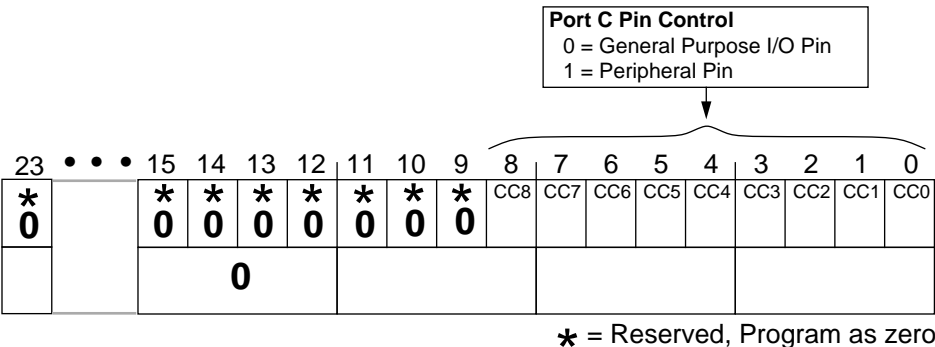 Port C Pin Control
0 = General Purpose I/O Pin
1 = Peripheral Pin
23 • • • 15 14 13 12 11 10 9 8 7 6 5 4 3 2 1 0
* * * * * * * * CC8 CC7 CC6 CC5 CC4 CC3 CC2 CC1 CC0
0 0 0 0 0 0 0 0
0
* = Reserved, Program as zero